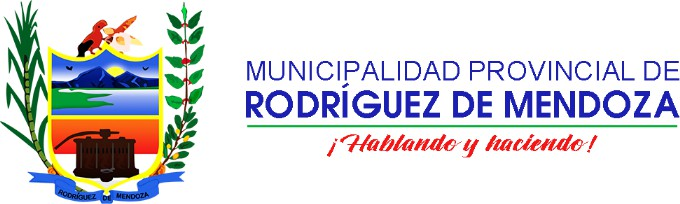 MUNICIPALIDAD PROVINCIAL DE
RODRÍGUEZ DE MENDOZA
¡Hablando y haciendo!
RODRÍGUEZ DE MENDOZA